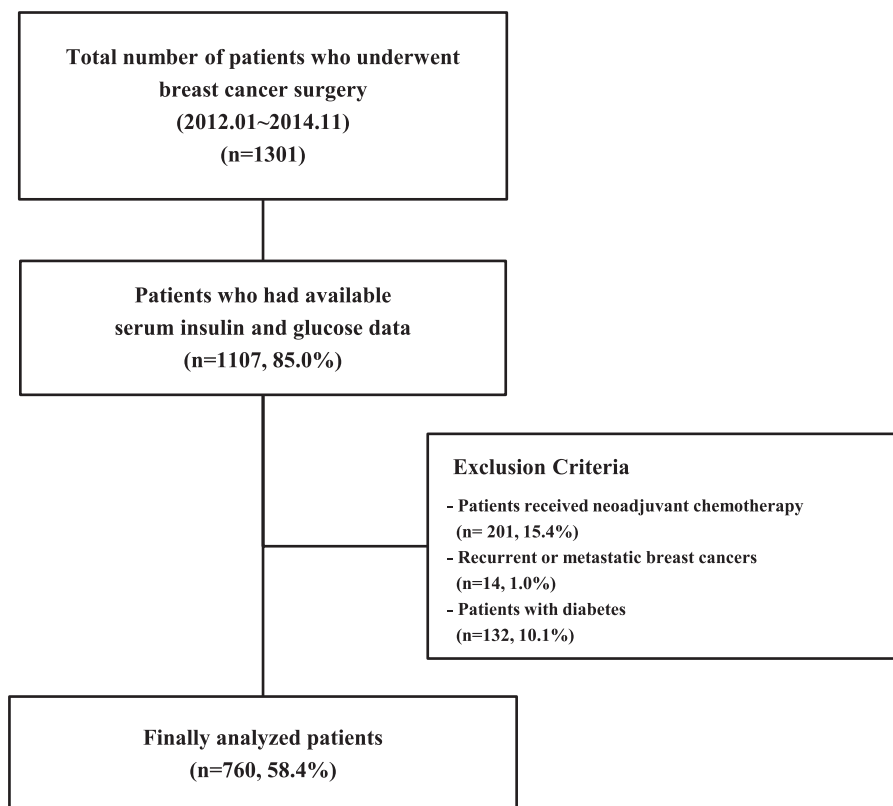 Total number of patients who underwent
breast cancer surgery
(2012.01~2014.11)
(n=1301)
Patients who had available
serum insulin and glucose data
(n=1107, 85.0%)
Exclusion Criteria
- Patients received neoadjuvant chemotherapy
(n= 201, 15.4%)
- Recurrent or metastatic breast cancers
(n=14, 1.0%)
- Patients with diabetes
(n=132, 10.1%)
Finally analyzed patients
(n=760, 58.4%)